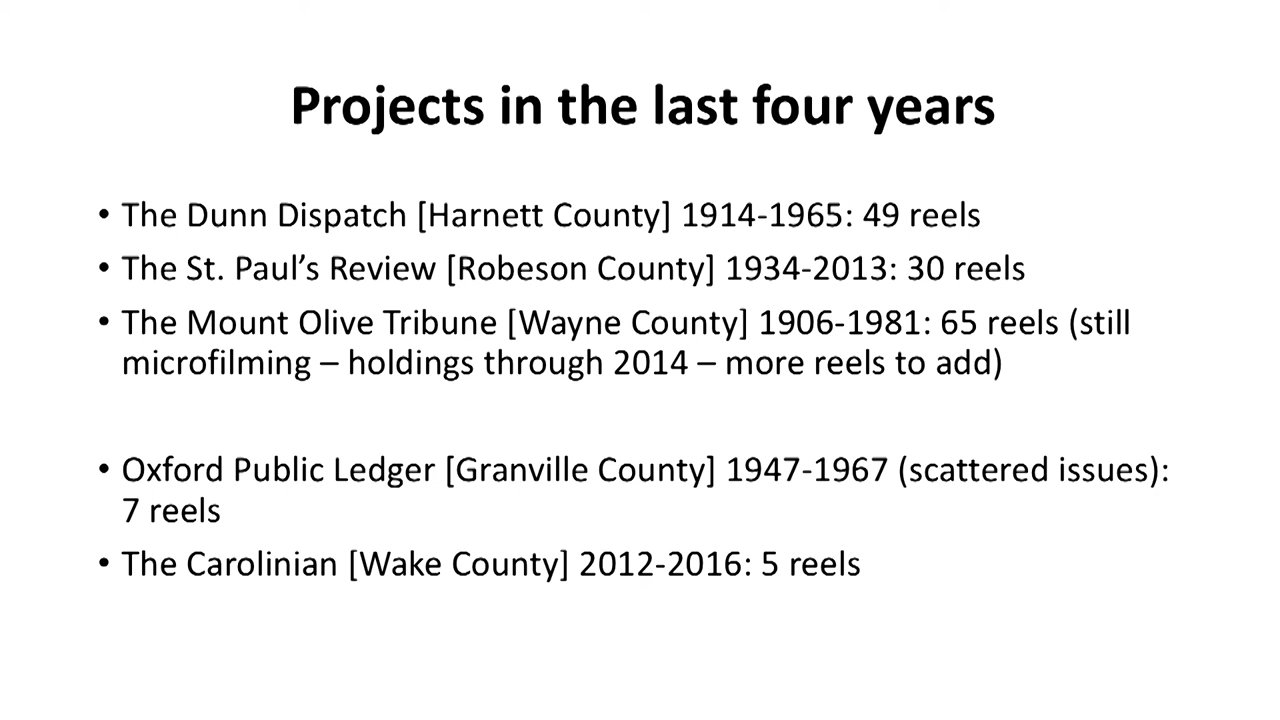 Projects in the last four years
• The Dunn Dispatch [Harnett County] 1914-1965: 49 reels
• The St. Paul’s Review [Robeson County] 1934-2013: 30 reels
• The Mount Olive Tribune [Wayne County] 1906-1981: 65 reels (still
microfilming – holdings through 2014 – more reels to add)
• Oxford Public Ledger [Granville County] 1947-1967 (scattered issues):
7 reels
• The Carolinian [Wake County] 2012-2016: 5 reels